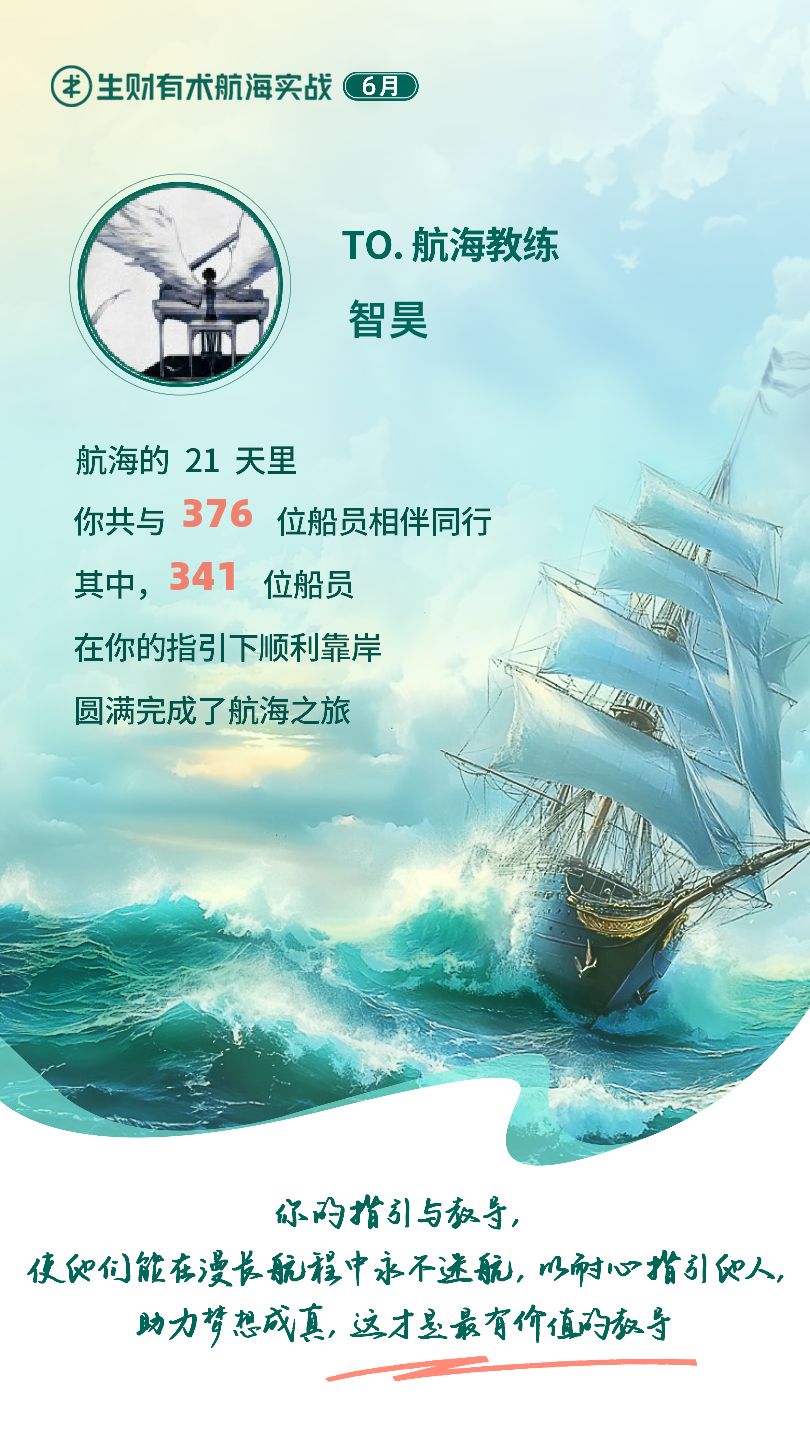 生财有术航海实战 6月
TO. 航海教练
智昊
航海的 21 天里
你共与 376 位船员相伴同行
其中，341 位船员
在你的指引下顺利靠岸
圆满完成了航海之旅
你的指引与教导，
使他们能在漫长航程中永不迷航，以耐心指引他人，
助力梦想成真，这才是最有价值的教导